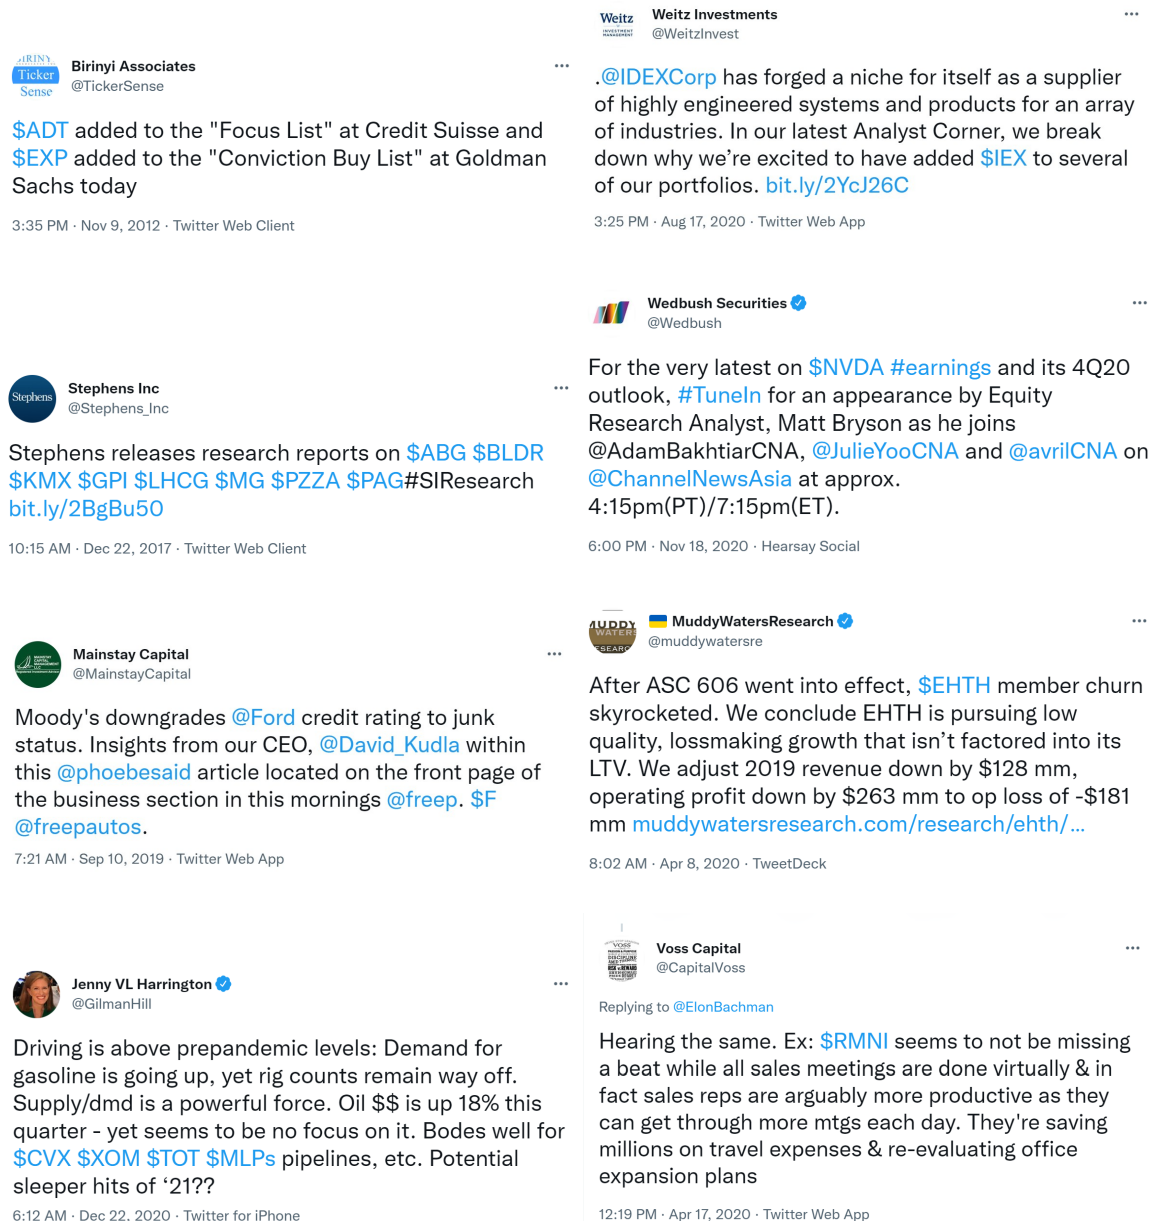 Birinyi Associates
@TickerSense
$ADT added to the "Focus List" at Credit Suisse and
$EXP added to the "Conviction Buy List" at Goldman
Sachs today
3:35 PM · Nov 9, 2012 · Twitter Web Client
Weitz Investments
@WeitzInvest
.@IDEXCorp has forged a niche for itself as a supplier
of highly engineered systems and products for an array
of industries. In our latest Analyst Corner, we break
down why we’re excited to have added $IEX to several
of our portfolios. bit.ly/2YcJ26C
3:25 PM · Aug 17, 2020 · Twitter Web App
Stephens Inc
@Stephens_Inc
Stephens releases research reports on $ABG $BLDR
$KMX $GPI $LHCG $MG $PZZA $PAG#SIResearch
bit.ly/2BgBu50
10:15 AM · Dec 22, 2017 · Twitter Web Client
Wedbush Securities
@Wedbush
For the very latest on $NVDA #earnings and its 4Q20
outlook, #TuneIn for an appearance by Equity
Research Analyst, Matt Bryson as he joins
@AdamBakhtiarCNA, @JulieYooCNA and @avrilCNA on
@ChannelNewsAsia at approx.
4:15pm(PT)/7:15pm(ET).
6:00 PM · Nov 18, 2020 · Hearsay Social
Mainstay Capital
@MainstayCapital
Moody's downgrades @Ford credit rating to junk
status. Insights from our CEO, @David_Kudla within
this @phoebesaid article located on the front page of
the business section in this mornings @freep. $F
@freepautos.
7:21 AM · Sep 10, 2019 · Twitter Web App
MuddyWatersResearch
@muddywatersre
After ASC 606 went into effect, $EHTH member churn
skyrocketed. We conclude EHTH is pursuing low
quality, lossmaking growth that isn’t factored into its
LTV. We adjust 2019 revenue down by $128 mm,
operating profit down by $263 mm to op loss of -$181
mm muddywatersresearch.com/research/ehth/…
8:02 AM · Apr 8, 2020 · TweetDeck
Jenny VL Harrington
@GilmanHill
Driving is above prepandemic levels: Demand for
gasoline is going up, yet rig counts remain way off.
Supply/dmd is a powerful force. Oil $$ is up 18% this
quarter - yet seems to be no focus on it. Bodes well for
$CVX $XOM $TOT $MLPs pipelines, etc. Potential
sleeper hits of ‘21??
6:12 AM · Dec 22, 2020 · Twitter for iPhone
Voss Capital
@CapitalVoss
Replying to @ElonBachman
Hearing the same. Ex: $RMNI seems to not be missing
a beat while all sales meetings are done virtually & in
fact sales reps are arguably more productive as they
can get through more mtgs each day. They're saving
millions on travel expenses & re-evaluating office
expansion plans
12:19 PM · Apr 17, 2020 · Twitter Web App